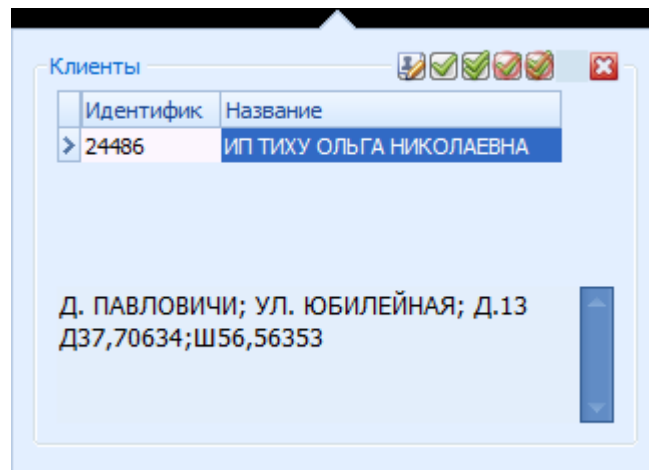 Клиенты
Идентифик Название
24486 ИП ТИХУ ОЛЬГА НИКОЛАЕВНА
Д. ПАВЛОВИЧИ; УЛ. ЮБИЛЕЙНАЯ; Д.13
Д37,70634;Ш56,56353